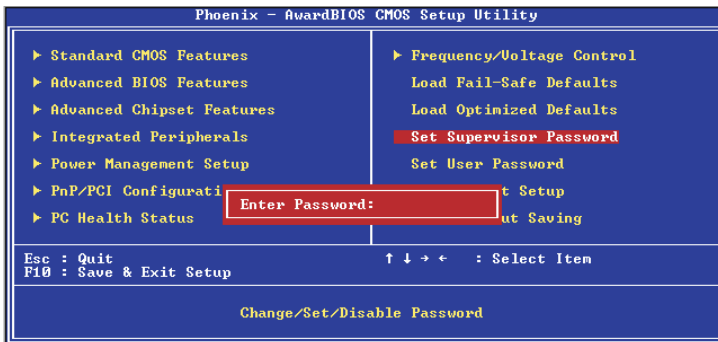 Phoenix - AwardBIOS CMOS Setup Utility
► Standard CMOS Features
► Advanced BIOS Features
► Advanced Chipset Features
► Integrated Peripherals
► Power Management Setup
► PnP/PCI Configurati
► PC Health Status
► Frequency/Voltage Control
Load Fail-Safe Defaults
Load Optimized Defaults
Set Supervisor Password
Set User Password
t Setup
ut Saving
Enter Password:
Esc : Quit
F10 : Save & Exit Setup
↑ ↓ → ← : Select Item
Change/Set/Disable Password